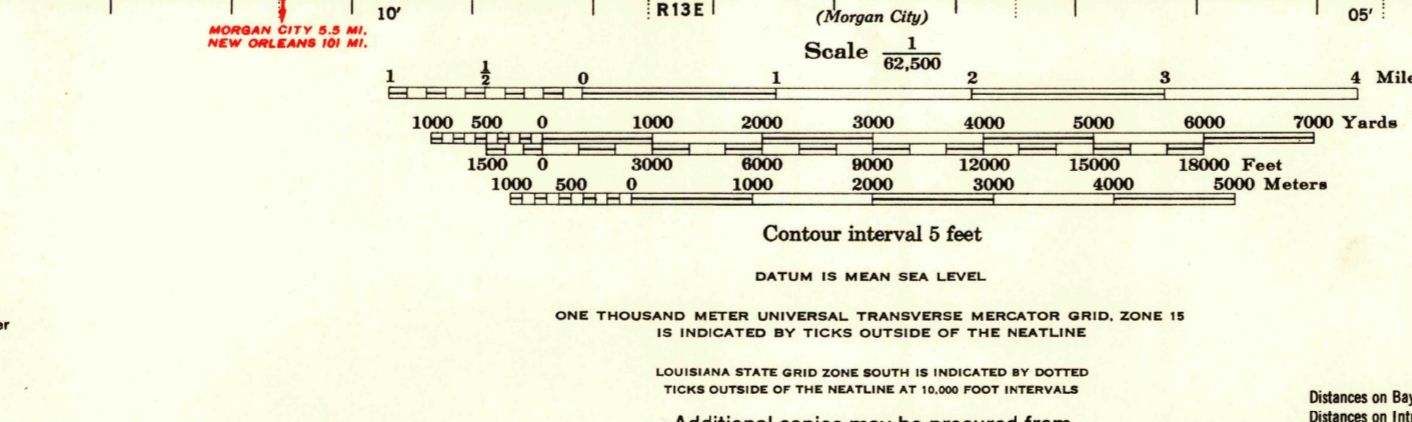 10′ R13E (Morgan City) 05′
MORGAN CITY 5.5 MI.
NEW ORLEANS 101 MI.
Scale 1/62,500
1 ½ 0 1 2 3 4
1000 500 0 1000 2000 3000 4000 5000 6000 7000 Yards
1500 0 3000 6000 9000 12000 15000 18000 Feet
1000 500 0 1000 2000 3000 4000 5000 Meters
Contour interval 5 feet
DATUM IS MEAN SEA LEVEL
ONE THOUSAND METER UNIVERSAL TRANSVERSE MERCATOR GRID, ZONE 15
IS INDICATED BY TICKS OUTSIDE OF THE NEATLINE
LOUISIANA STATE GRID ZONE SOUTH IS INDICATED BY DOTTED
TICKS OUTSIDE OF THE NEATLINE AT 10,000 FOOT INTERVALS
Distances on Bay
Distances on
Additional copies may be procured from